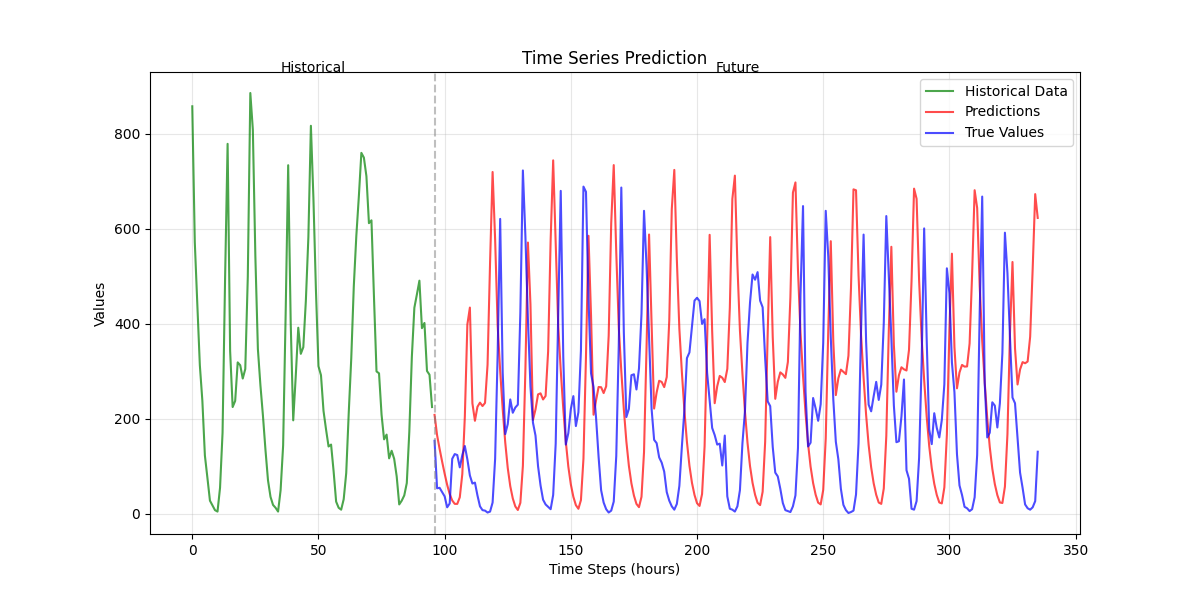 Time Series Prediction
Historical
Future
Historical Data
Predictions
True Values
Values
800
600
400
200
0
0
50
100
150
200
250
300
350
Time Steps (hours)